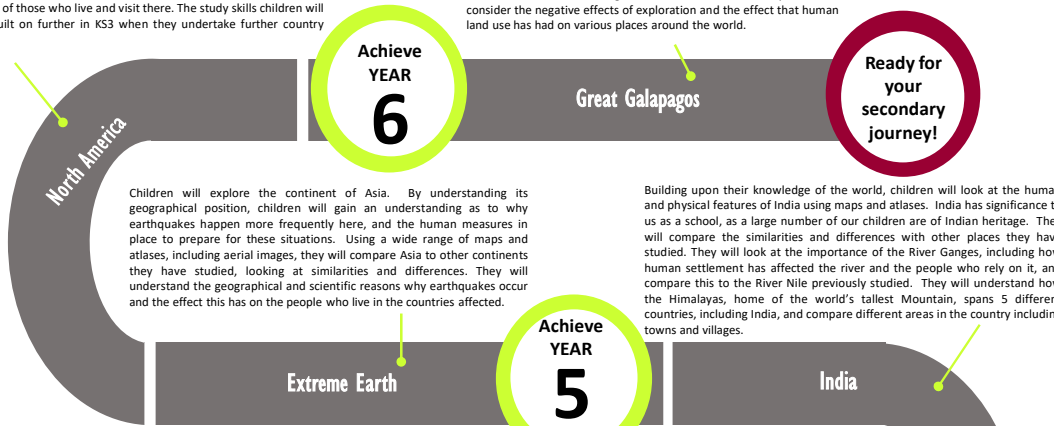 of those who live and visit there. The study skills children will
uilt on further in KS3 when they undertake further country
consider the negative effects of exploration and the effect that human
land use has had on various places around the world.
Achieve
YEAR
6
Great Galapagos
Ready for
your
secondary
journey!
North America
Children will explore the continent of Asia. By understanding its
geographical position, children will gain an understanding as to why
earthquakes happen more frequently here, and the human measures in
place to prepare for these situations. Using a wide range of maps and
atlases, including aerial images, they will compare Asia to other continents
they have studied, looking at similarities and differences. They will
understand the geographical and scientific reasons why earthquakes occur
and the effect this has on the people who live in the countries affected.
Building upon their knowledge of the world, children will look at the huma
and physical features of India using maps and atlases. India has significance t
us as a school, as a large number of our children are of Indian heritage. The
will compare the similarities and differences with other places they hav
studied. They will look at the importance of the River Ganges, including how
human settlement has affected the river and the people who rely on it, an
compare this to the River Nile previously studied. They will understand how
the Himalayas, home of the world's tallest Mountain, spans 5 differen
countries, including India, and compare different areas in the country includin
towns and villages.
Extreme Earth
Achieve
YEAR
5
India